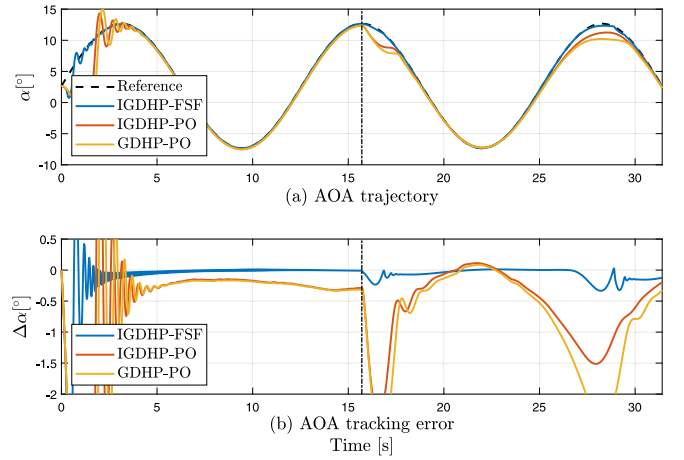 15
10
5
0
-5
-10
α[°]
Reference
IGDHP-FSF
IGDHP-PO
GDHP-PO
0 5 10 15 20 25 30
(a) AOA trajectory
0.5
0
-0.5
-1
-1.5
-2
Δα[°]
IGDHP-FSF
IGDHP-PO
GDHP-PO
0 5 10 15 20 25 30
(b) AOA tracking error
Time [s]